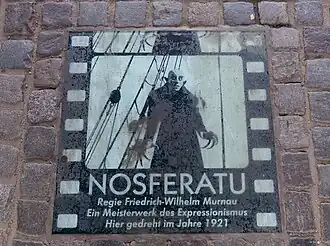 NOSFERATU
Regie Friedrich-Wilhelm Murnau
Ein Meisterwerk des Expressionismus
Hier gedreht im Jahre 1921